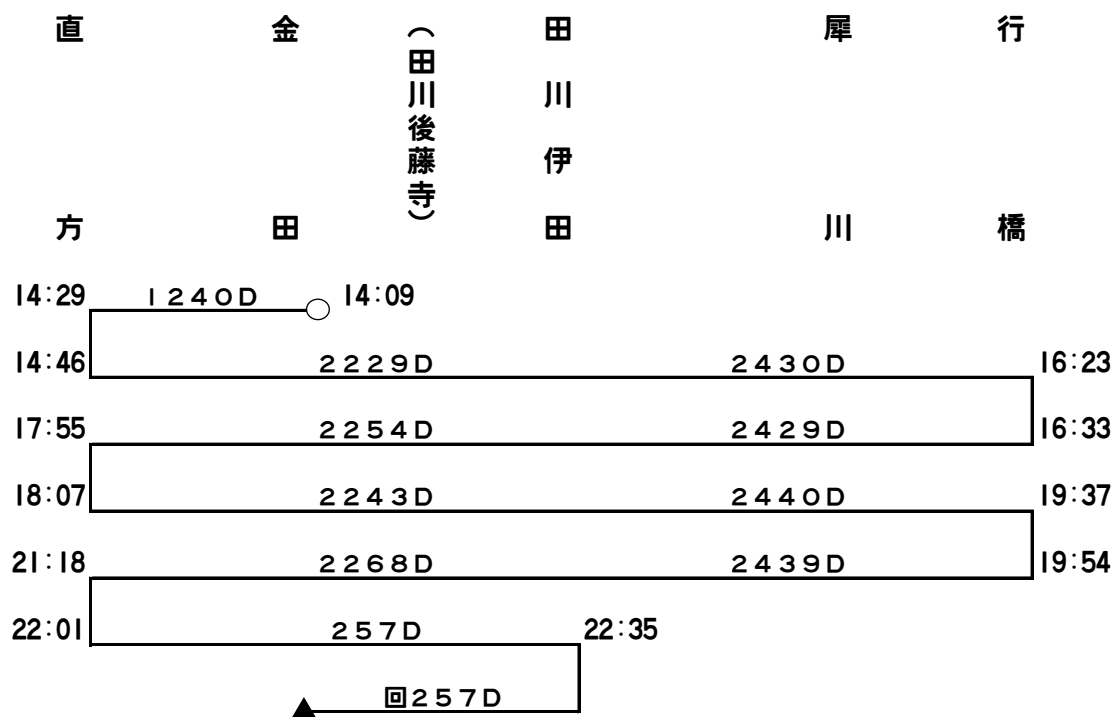 直方
金田
（田川後藤寺）
田川伊田
犀川
行橋
14:29 1240D 14:09
14:46 2229D 2430D 16:23
17:55 2254D 2429D 16:33
18:07 2243D 2440D 19:37
21:18 2268D 2439D 19:54
22:01 257D 22:35
回257D